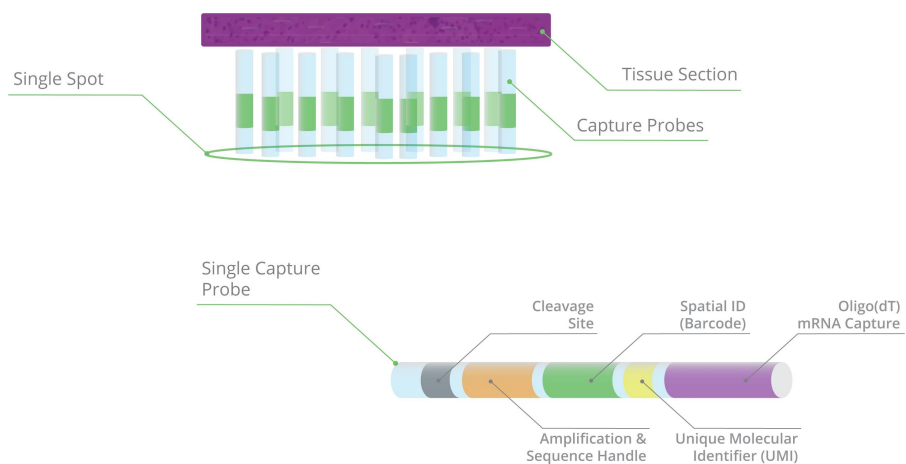 Single Spot
Tissue Section
Capture Probes
Single Capture
Probe
Cleavage
Site
Spatial ID
(Barcode)
Oligo(dT)
mRNA Capture
Amplification &
Sequence Handle
Unique Molecular
Identifier (UMI)